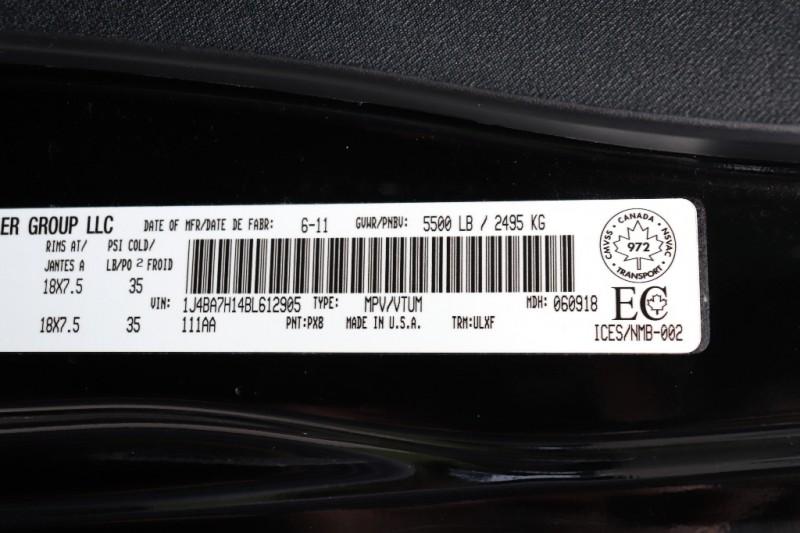 ER GROUP LLC DATE OF MFR/DATE DE FABR: 6-11 GVWR/PNBV: 5500 LB / 2495 KG
RIMS AT/ PSI COLD/
JANTES A LB/PO 2 FROID
18X7.5 35
VIN: 1J4BA7H14BL612905 TYPE: MPV/VTUM MDH: 060918
18X7.5 35 111AA PNT:PX8 MADE IN U.S.A. TRM:ULXF
CANADA
CMVSS 972 NSVAC
TRANSPORT
EC
ICES/NMB-002